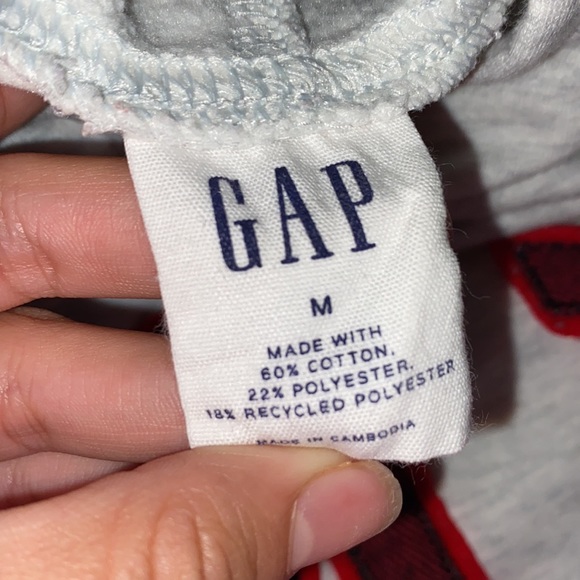 GAP
M
MADE WITH
60% COTTON,
22% POLYESTER,
18% RECYCLED POLYESTER
MADE IN CAMBODIA